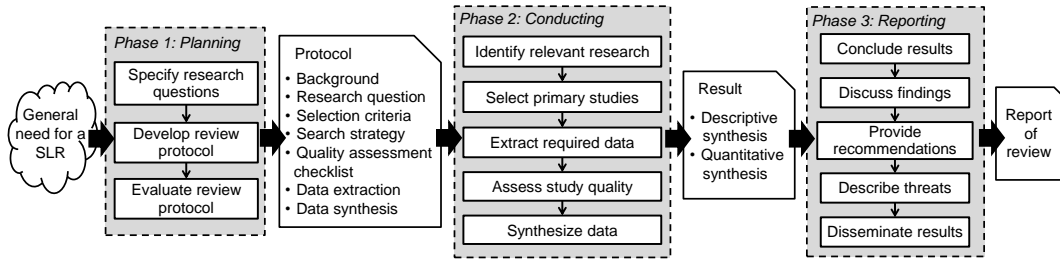 General
need for a
SLR
Phase 1: Planning
Specify research
questions
Develop review
protocol
Evaluate review
protocol
Protocol
• Background
• Research question
• Selection criteria
• Search strategy
• Quality assessment
checklist
• Data extraction
• Data synthesis
Phase 2: Conducting
Identify relevant research
Select primary studies
Extract required data
Assess study quality
Synthesize data
Result
• Descriptive
synthesis
• Quantitative
synthesis
Phase 3: Reporting
Conclude results
Discuss findings
Provide
recommendations
Describe threats
Disseminate results
Report
of
review